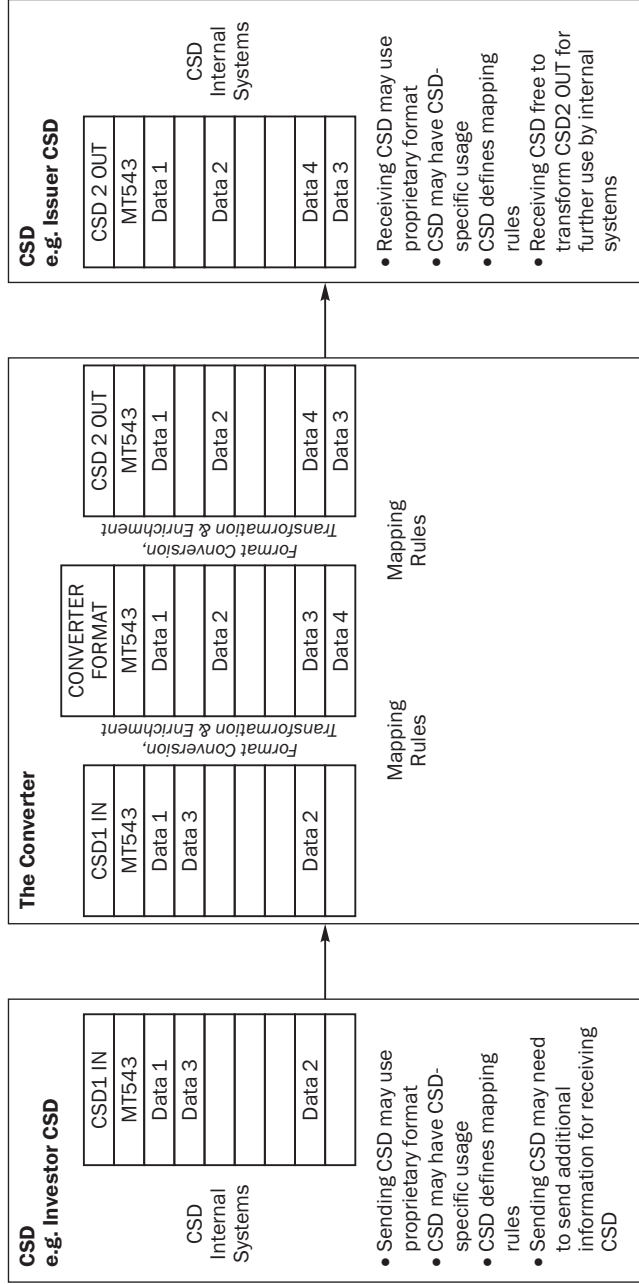 CSD
e.g. Investor CSD
CSD
Internal
Systems
CSD1 IN
MT543
Data 1
Data 3
Data 2
• Sending CSD may use
proprietary format
• CSD may have CSD-
specific usage
• CSD defines mapping
rules
• Sending CSD may need
to send additional
information for receiving
CSD
The Converter
CSD1 IN
MT543
Data 1
Data 3
Data 2
Format Conversion,
Transformation & Enrichment
Mapping
Rules
CONVERTER
FORMAT
MT543
Data 1
Data 2
Data 3
Data 4
Format Conversion,
Transformation & Enrichment
Mapping
Rules
CSD 2 OUT
MT543
Data 1
Data 2
Data 4
Data 3
CSD
e.g. Issuer CSD
CSD 2 OUT
MT543
Data 1
Data 2
Data 4
Data 3
CSD
Internal
Systems
• Receiving CSD may use
proprietary format
• CSD may have CSD-
specific usage
• CSD defines mapping
rules
• Receiving CSD free to
transform CSD2 OUT for
further use by internal
systems